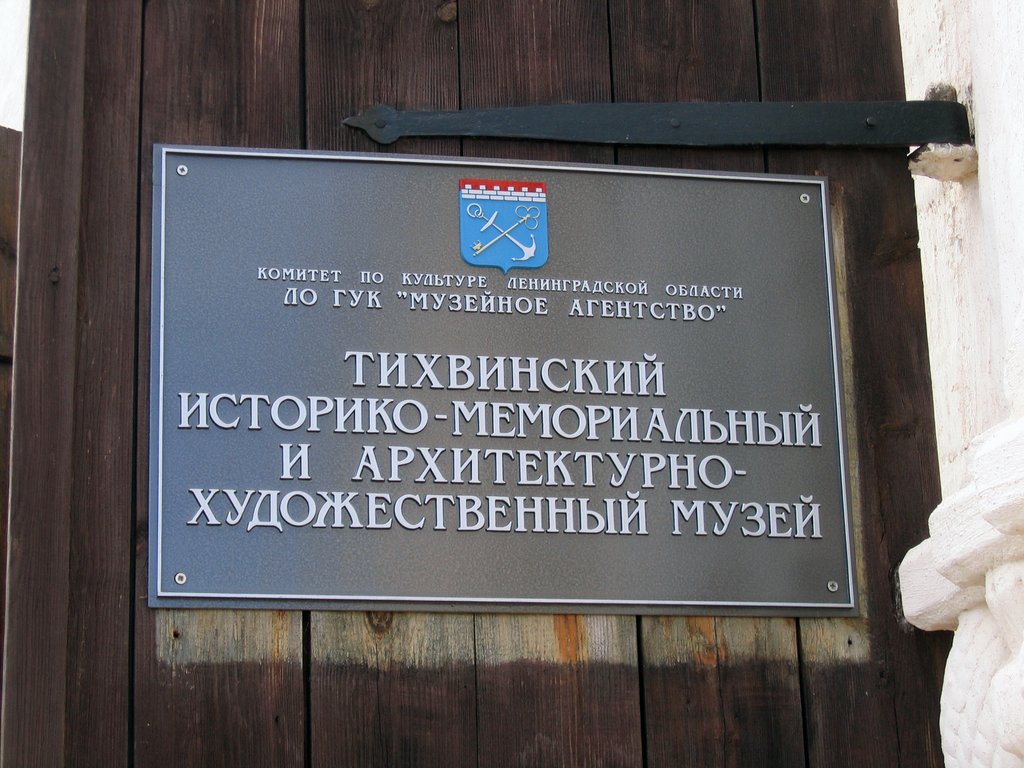 КОМИТЕТ ПО КУЛЬТУРЕ ЛЕНИНГРАДСКОЙ ОБЛАСТИ
ЛО ГУК "МУЗЕЙНОЕ АГЕНТСТВО"
ТИХВИНСКИЙ
ИСТОРИКО-МЕМОРИАЛЬНЫЙ
И АРХИТЕКТУРНО-
ХУДОЖЕСТВЕННЫЙ МУЗЕЙ